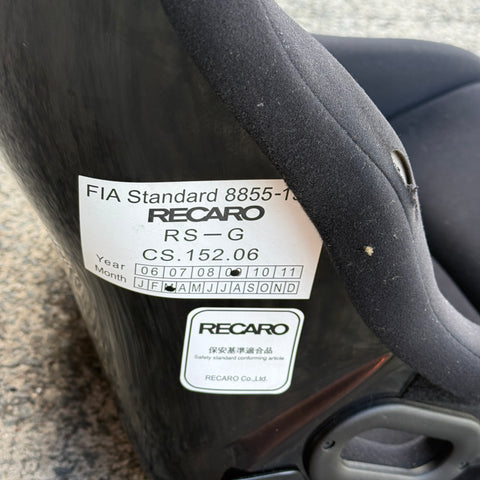 FIA Standard 8855-1
RECARO
RS-G
CS.152.06
Year 06 07 08 10 11
Month J F A M J J A S O N D
RECARO
保安基準適合品
Safety standard conforming article
RECARO Co.,Ltd.